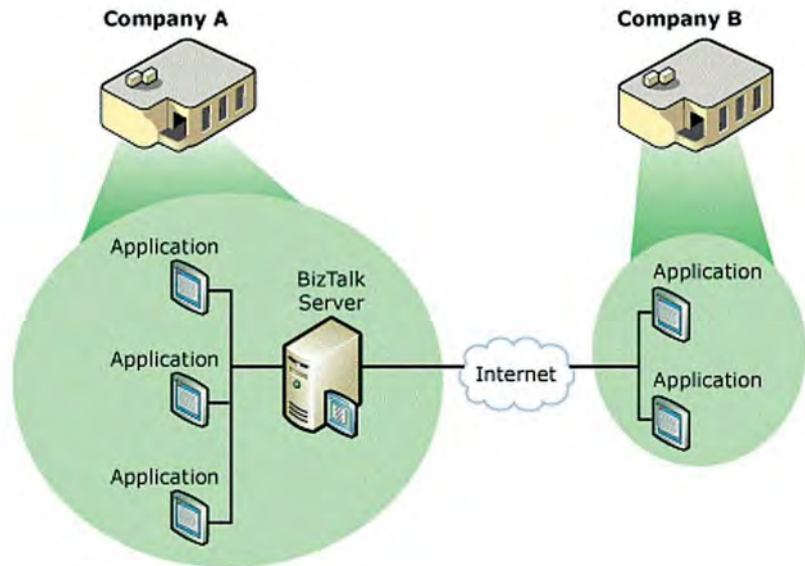 Company A
Company B
Application
BizTalk
Server
Application
Application
Internet
Application
Application